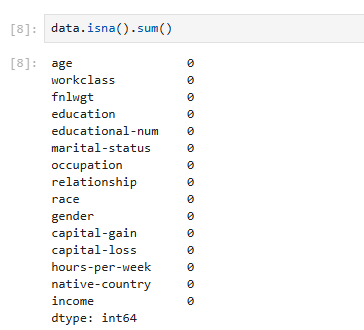 [8]: data.isna().sum()
[8]: age 0
workclass 0
fnlwgt 0
education 0
educational-num 0
marital-status 0
occupation 0
relationship 0
race 0
gender 0
capital-gain 0
capital-loss 0
hours-per-week 0
native-country 0
income 0
dtype: int64